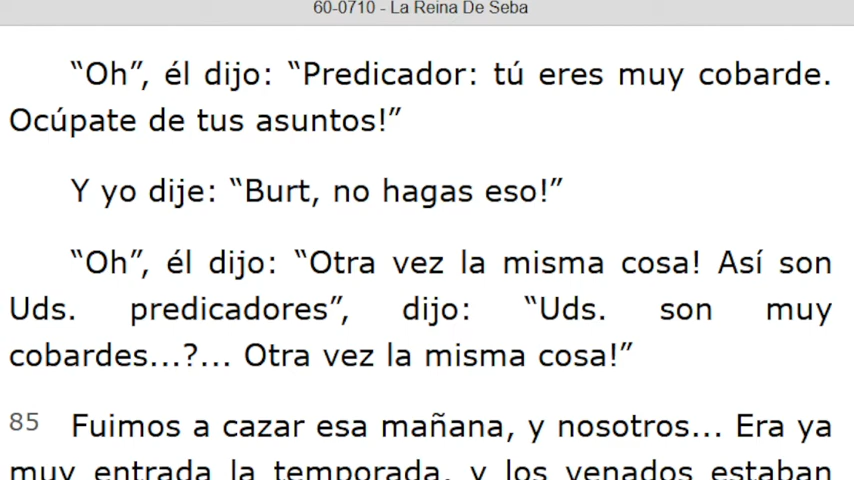 60-0710 - La Reina De Seba
“Oh”, él dijo: “Predicador: tú eres muy cobarde.
Ocúpate de tus asuntos!”
Y yo dije: “Burt, no hagas eso!”
“Oh”, él dijo: “Otra vez la misma cosa! Así son
Uds. predicadores”, dijo: “Uds. son muy
cobardes...?... Otra vez la misma cosa!”
85 Fuimos a cazar esa mañana, y nosotros... Era ya
muy entrada la temporada, y los venados estaban